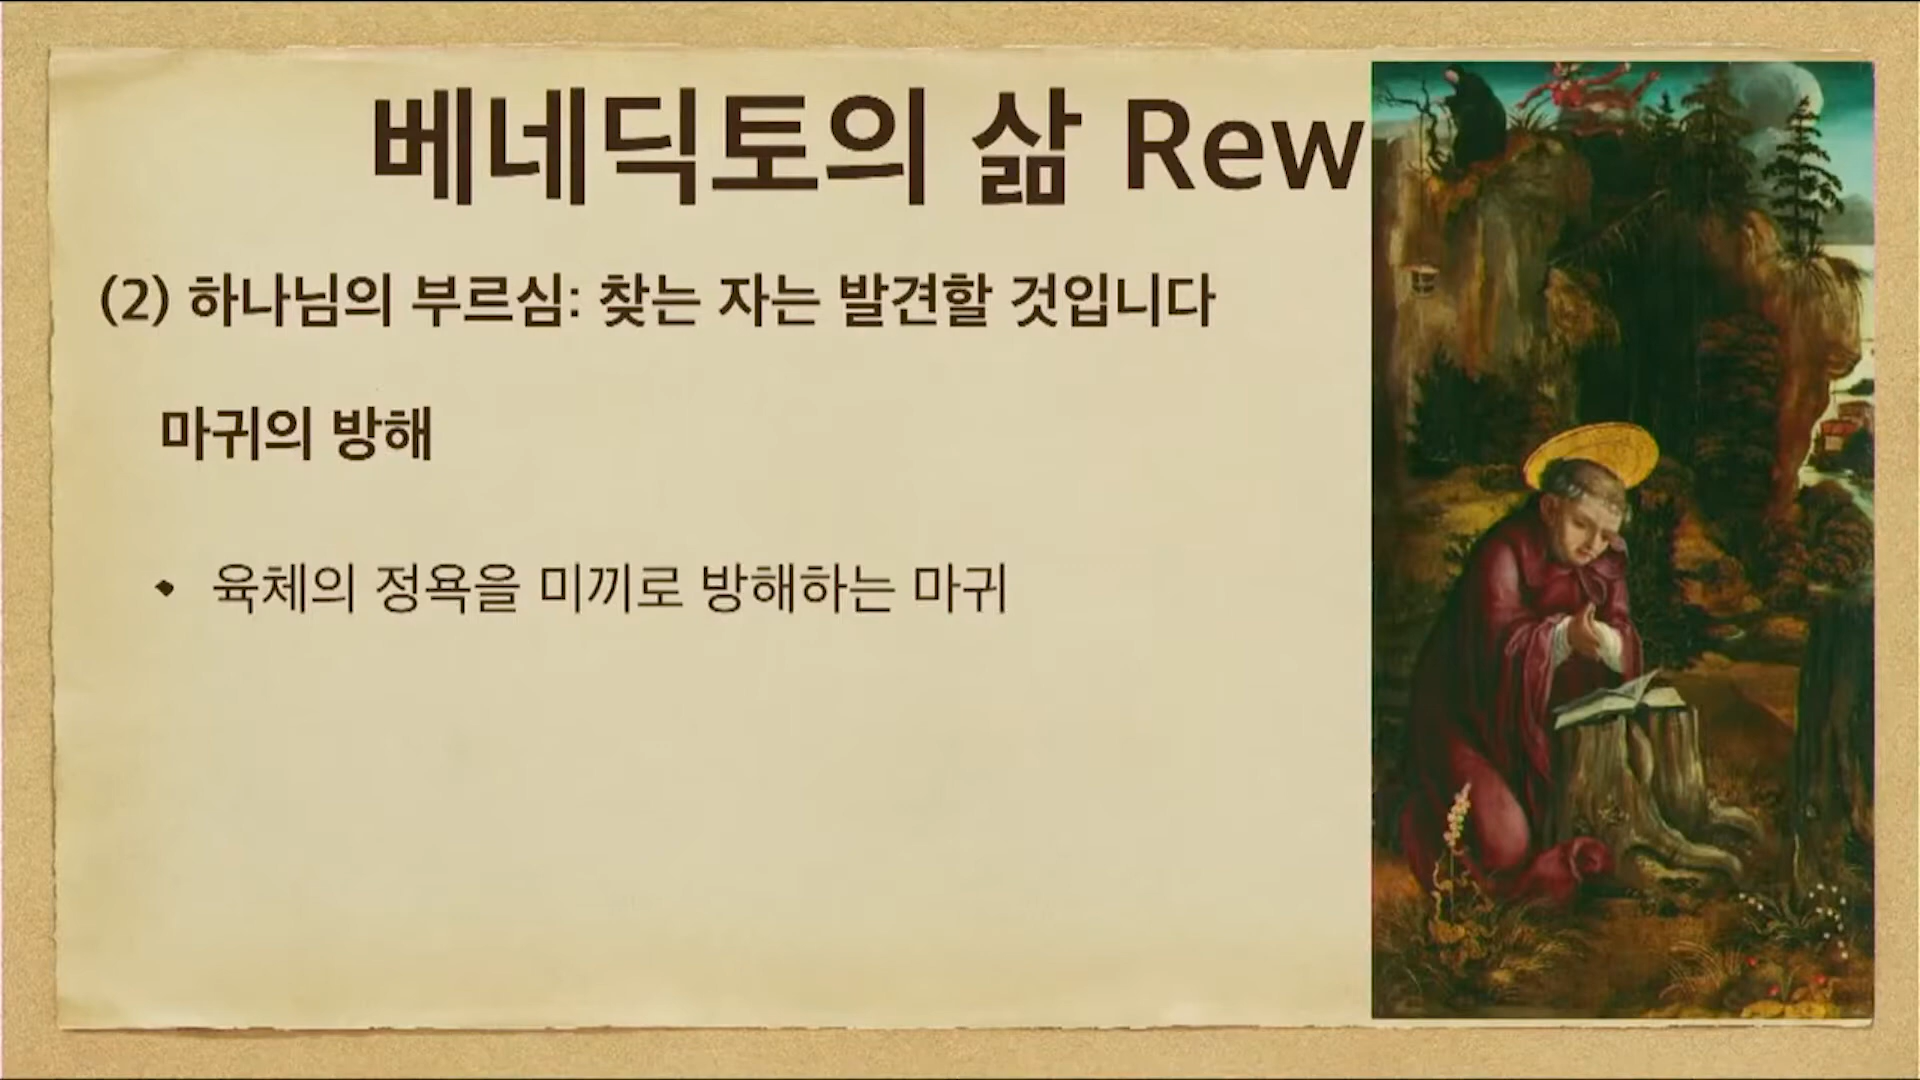 베네딕토의 삶 Rew
(2) 하나님의 부르심: 찾는 자는 발견할 것입니다
마귀의 방해
• 육체의 정욕을 미끼로 방해하는 마귀